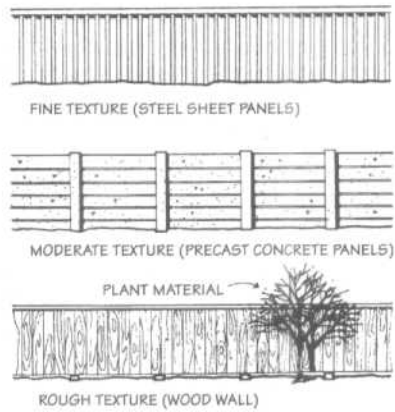 FINE TEXTURE (STEEL SHEET PANELS)
MODERATE TEXTURE (PRECAST CONCRETE PANELS)
PLANT MATERIAL
ROUGH TEXTURE (WOOD WALL)